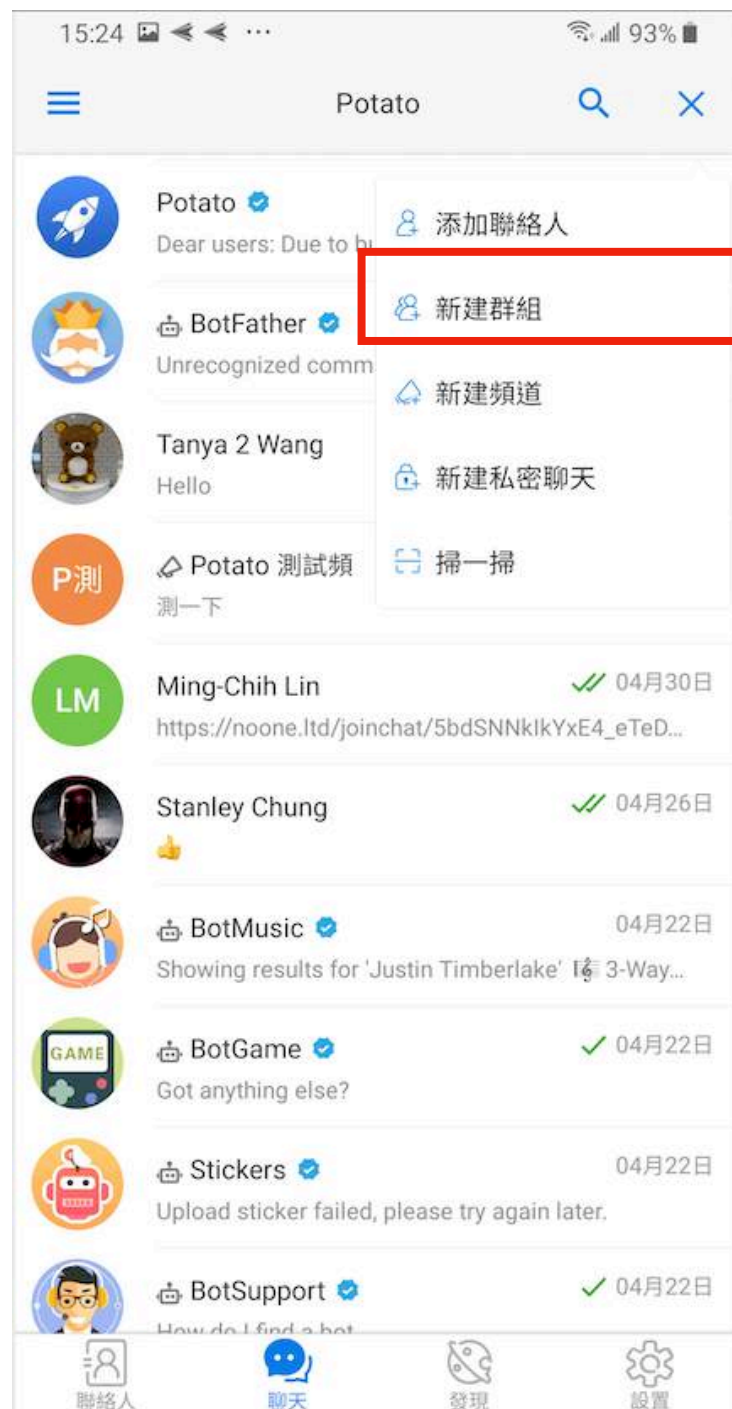 15:24 ... 93%
Potato
Potato
Dear users: Due to bu
添加聯絡人
BotFather
Unrecognized comm
新建群組
新建頻道
Tanya 2 Wang
Hello
新建私密聊天
P測
Potato 測試頻
測一下
掃一掃
LM
Ming-Chih Lin
04月30日
https://noone.ltd/joinchat/5bdSNNkIkYxE4_eTeD...
Stanley Chung
04月26日
BotMusic
04月22日
Showing results for 'Justin Timberlake' 🎼 3-Way...
GAME
BotGame
04月22日
Got anything else?
Stickers
04月22日
Upload sticker failed, please try again later.
BotSupport
04月22日
How do I find a bot
聯絡人
聊天
發現
設置